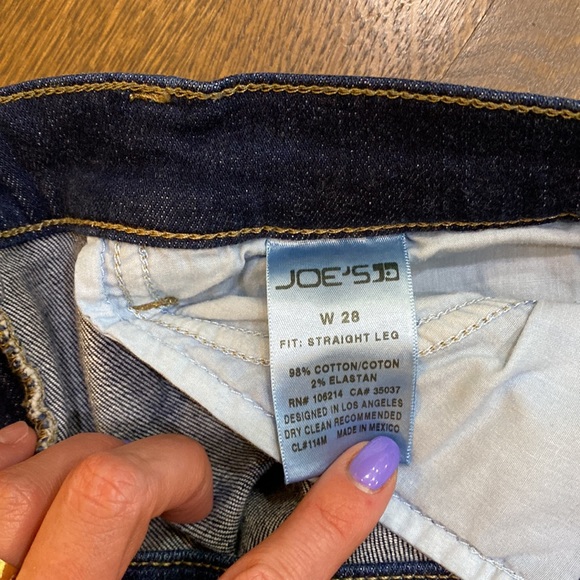 JOE'S JD
W 28
FIT: STRAIGHT LEG
98% COTTON/COTON
2% ELASTAN
RN# 106214 CA# 35037
DESIGNED IN LOS ANGELES
DRY CLEAN RECOMMENDED
CL#114M MADE IN MEXICO